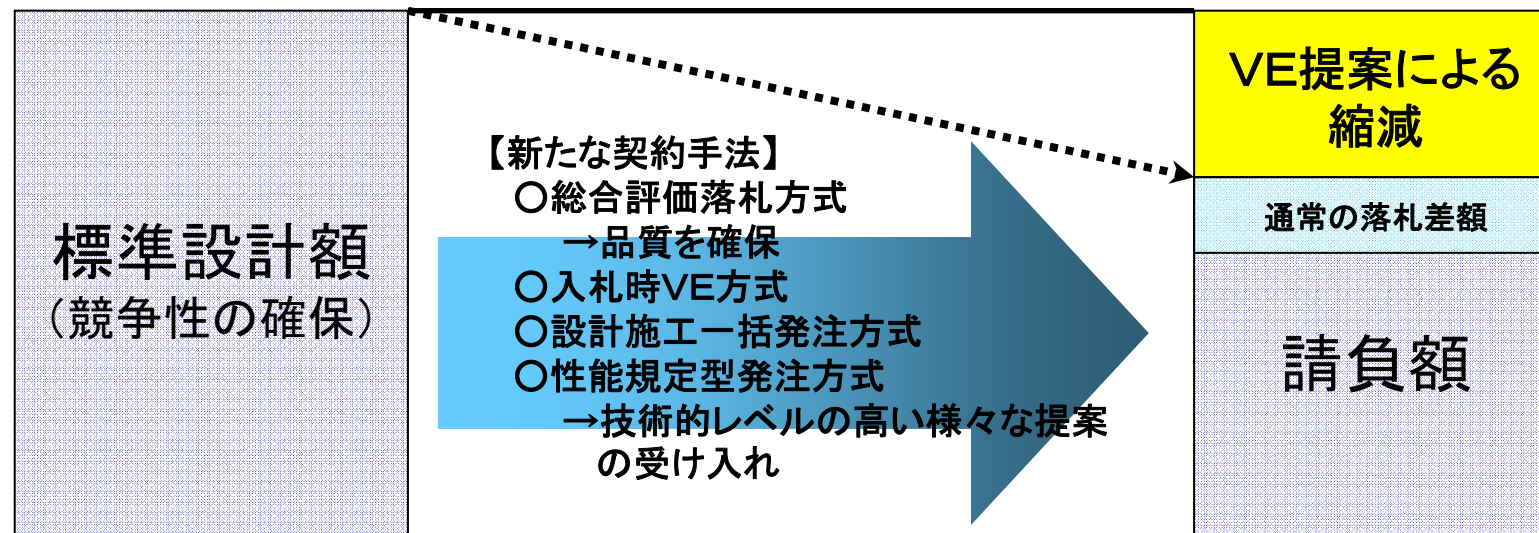 標準設計額
（競争性の確保）
【新たな契約手法】
○総合評価落札方式
→品質を確保
○入札時VE方式
○設計施工一括発注方式
○性能規定型発注方式
→技術的レベルの高い様々な提案
の受け入れ
VE提案による
縮減
通常の落札差額
請負額